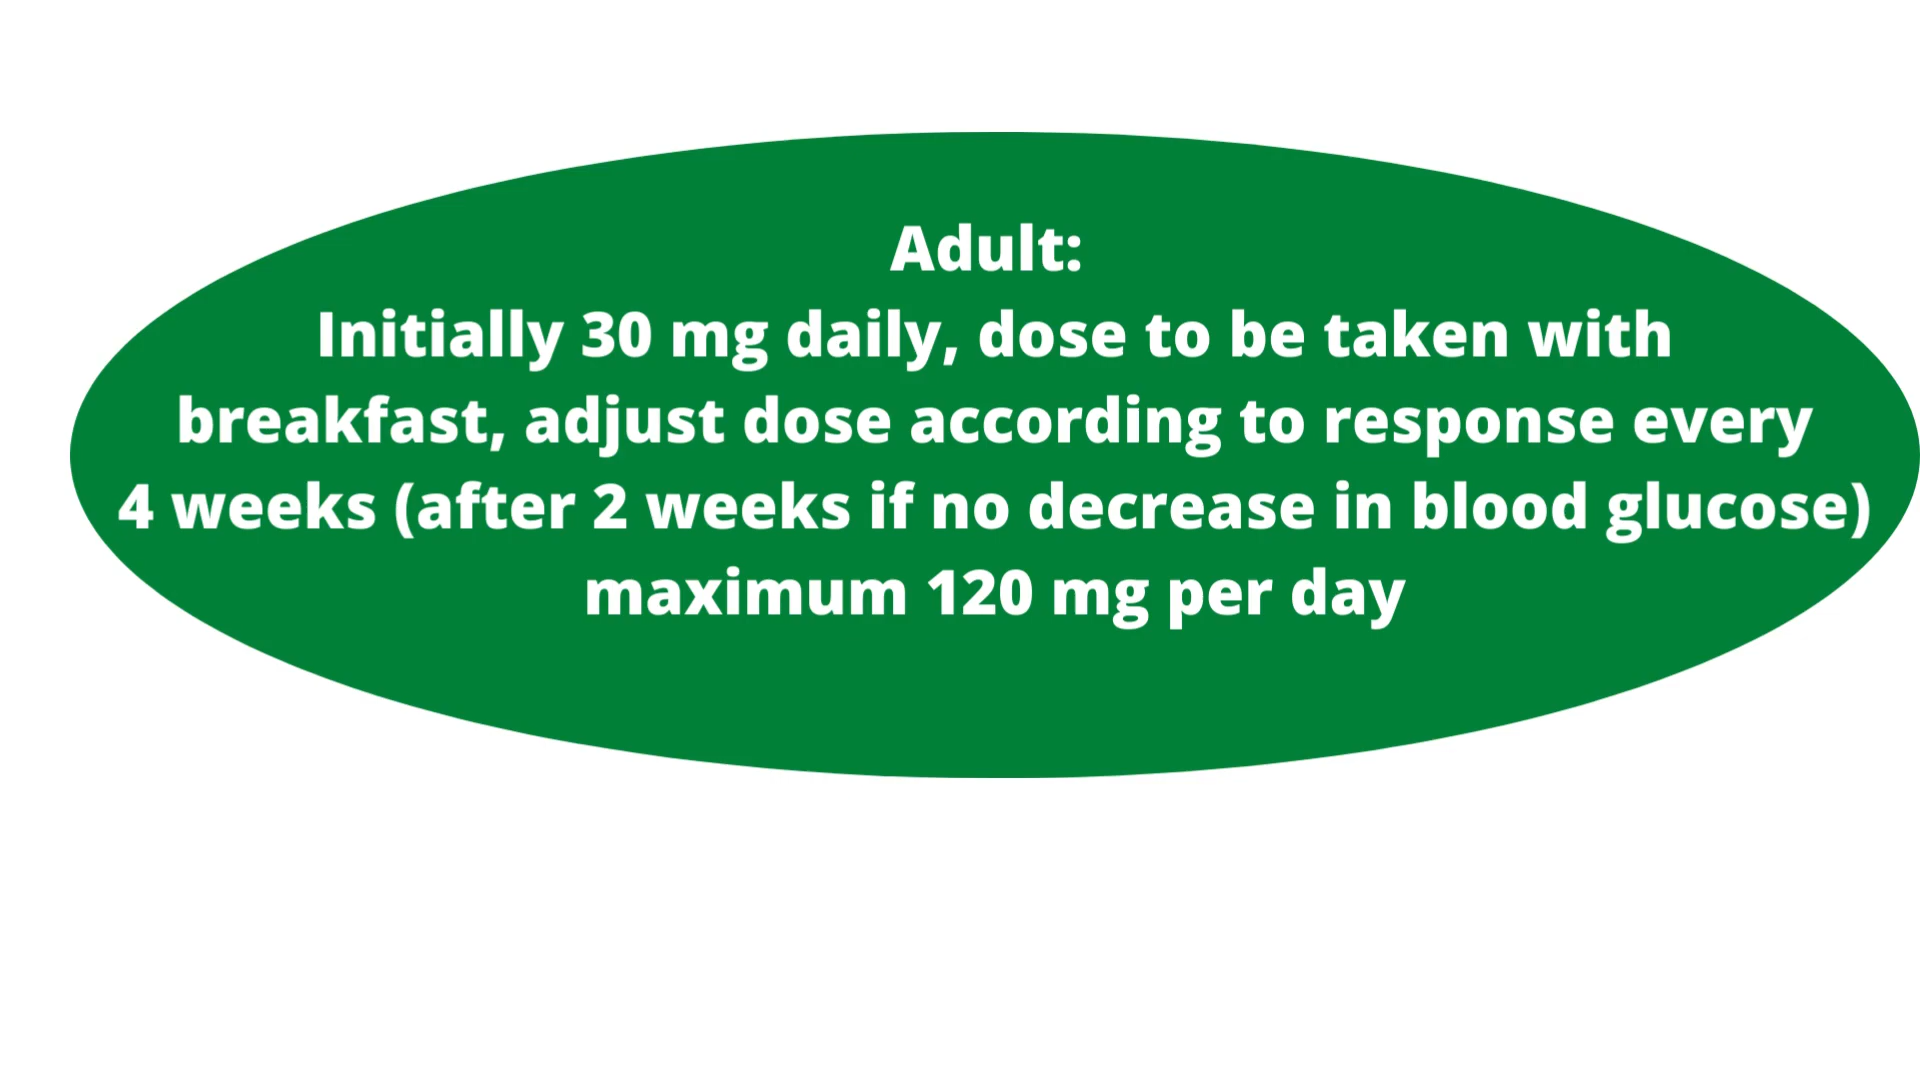 Adult:
Initially 30 mg daily, dose to be taken with
breakfast, adjust dose according to response every
4 weeks (after 2 weeks if no decrease in blood glucose)
maximum 120 mg per day